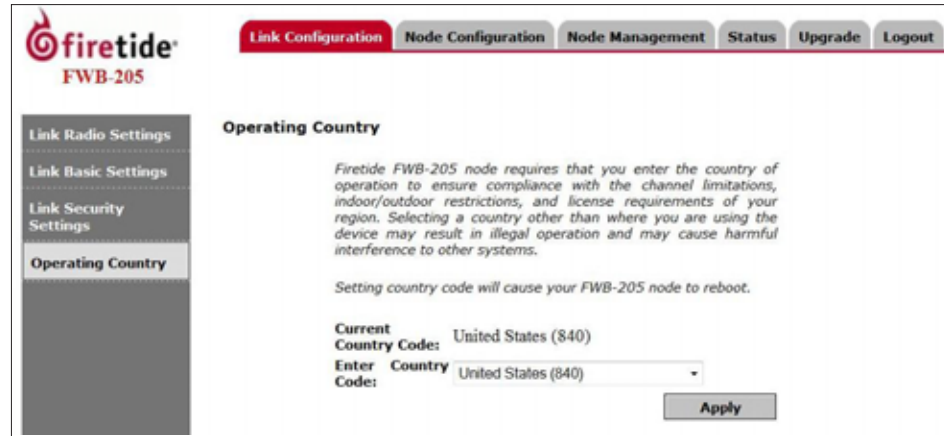 firetide
FWB-205
Link Configuration
Node Configuration
Node Management
Status
Upgrade
Logout
Link Radio Settings
Link Basic Settings
Link Security
Settings
Operating Country
Operating Country
Firetide FWB-205 node requires that you enter the country of
operation to ensure compliance with the channel limitations,
indoor/outdoor restrictions, and license requirements of your
region. Selecting a country other than where you are using the
device may result in illegal operation and may cause harmful
interference to other systems.
Setting country code will cause your FWB-205 node to reboot.
Current
Country Code: United States (840)
Enter Country
Code: United States (840)
Apply